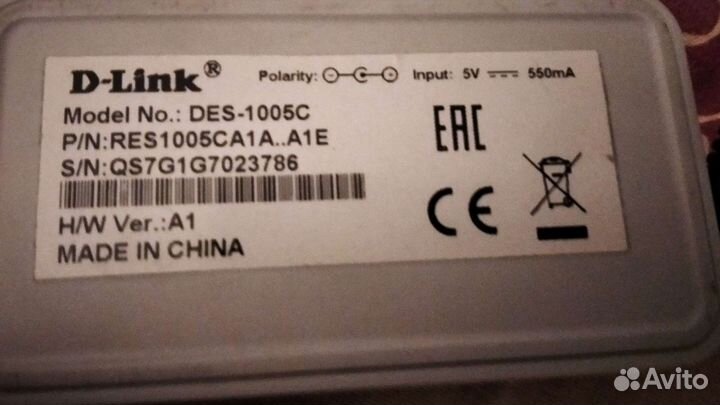 D-Link®
Polarity: Input: 5V 550mA
Model No.: DES-1005C
P/N:RES1005CA1A..A1E
S/N:QS7G1G7023786
H/W Ver.:A1
MADE IN CHINA
EAC
CE
Avito